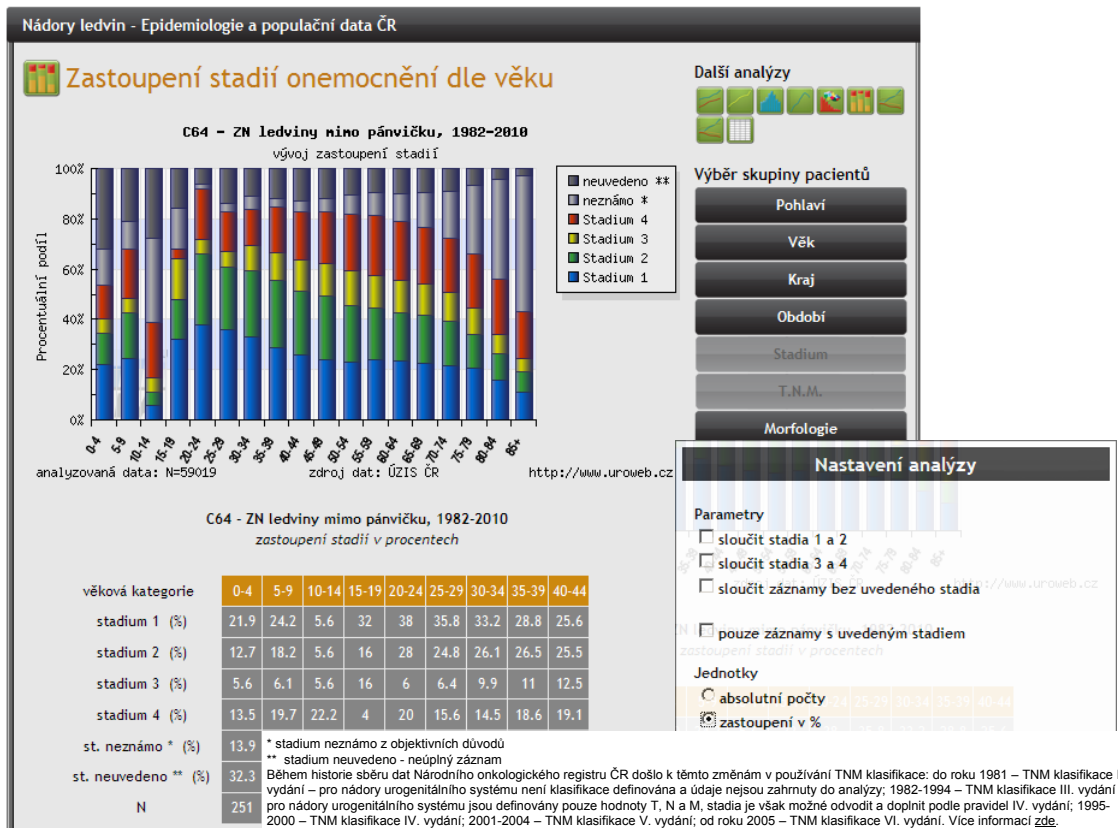 Nádory ledvin - Epidemiologie a populační data ČR
Zastoupení stadií onemocnění dle věku
C64 - ZN ledviny mimo pánvičku, 1982-2010
vývoj zastoupení stadií
100%
80%
60%
40%
20%
0%
Procentuální podíl
0-4 5-9 10-14 15-19 20-24 25-29 30-34 35-39 40-44 45-49 50-54 55-59 60-64 65-69 70-74 75-79 80-84 85+
neuvedeno **
neznámo *
Stadium 4
Stadium 3
Stadium 2
Stadium 1
analyzovaná data: N=59019 zdroj dat: ÚZIS ČR http://www.uroweb.cz
Další analýzy
Výběr skupiny pacientů
Pohlaví
Věk
Kraj
Období
Stadium
T.N.M.
Morfologie
C64 - ZN ledviny mimo pánvičku, 1982-2010
zastoupení stadií v procentech
věková kategorie 0-4 5-9 10-14 15-19 20-24 25-29 30-34 35-39 40-44
stadium 1 (%) 21.9 24.2 5.6 32 38 35.8 33.2 28.8 25.6
stadium 2 (%) 12.7 18.2 5.6 16 28 24.8 26.1 26.5 25.5
stadium 3 (%) 5.6 6.1 5.6 16 6 6.4 9.9 11 12.5
stadium 4 (%) 13.5 19.7 22.2 4 20 15.6 14.5 18.6 19.1
st. neznámo * (%) 13.9
st. neuvedeno ** (%) 32.3
N 251
Nastavení analýzy
Parametry
sloučit stadia 1 a 2
sloučit stadia 3 a 4
sloučit záznamy bez uvedeného stadia
pouze záznamy s uvedeným stadiem
Jednotky
absolutní počty
zastoupení v %
* stadium neznámo z objektivních důvodů
** stadium neuvedeno - neúplný záznam
Během historie sběru dat Národního onkologického registru ČR došlo k těmto změnám v používání TNM klasifikace: do roku 1981 – TNM klasifikace
vydání – pro nádory urogenitálního systému není klasifikace definována a údaje nejsou zahrnuty do analýzy; 1982-1994 – TNM klasifikace III. vydání
pro nádory urogenitálního systému jsou definovány pouze hodnoty T, N a M, stadia je však možné odvodit a doplnit podle pravidel IV. vydání; 1995-
2000 – TNM klasifikace IV. vydání; 2001-2004 – TNM klasifikace V. vydání; od roku 2005 – TNM klasifikace VI. vydání. Více informací zde.